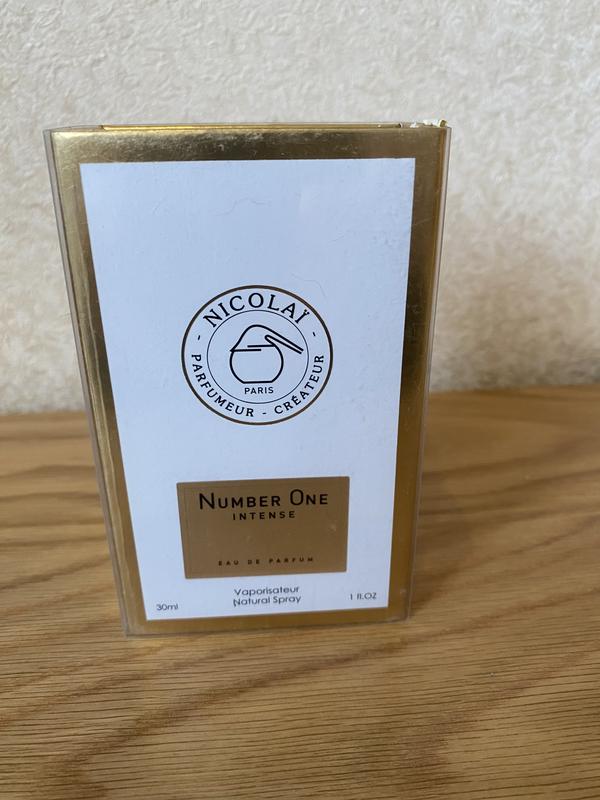 NICOLAÏ
PARFUMEUR - CRÉATEUR
PARIS
NUMBER ONE
INTENSE
EAU DE PARFUM
Vaporisateur
30ml Natural Spray 1 fl.OZ